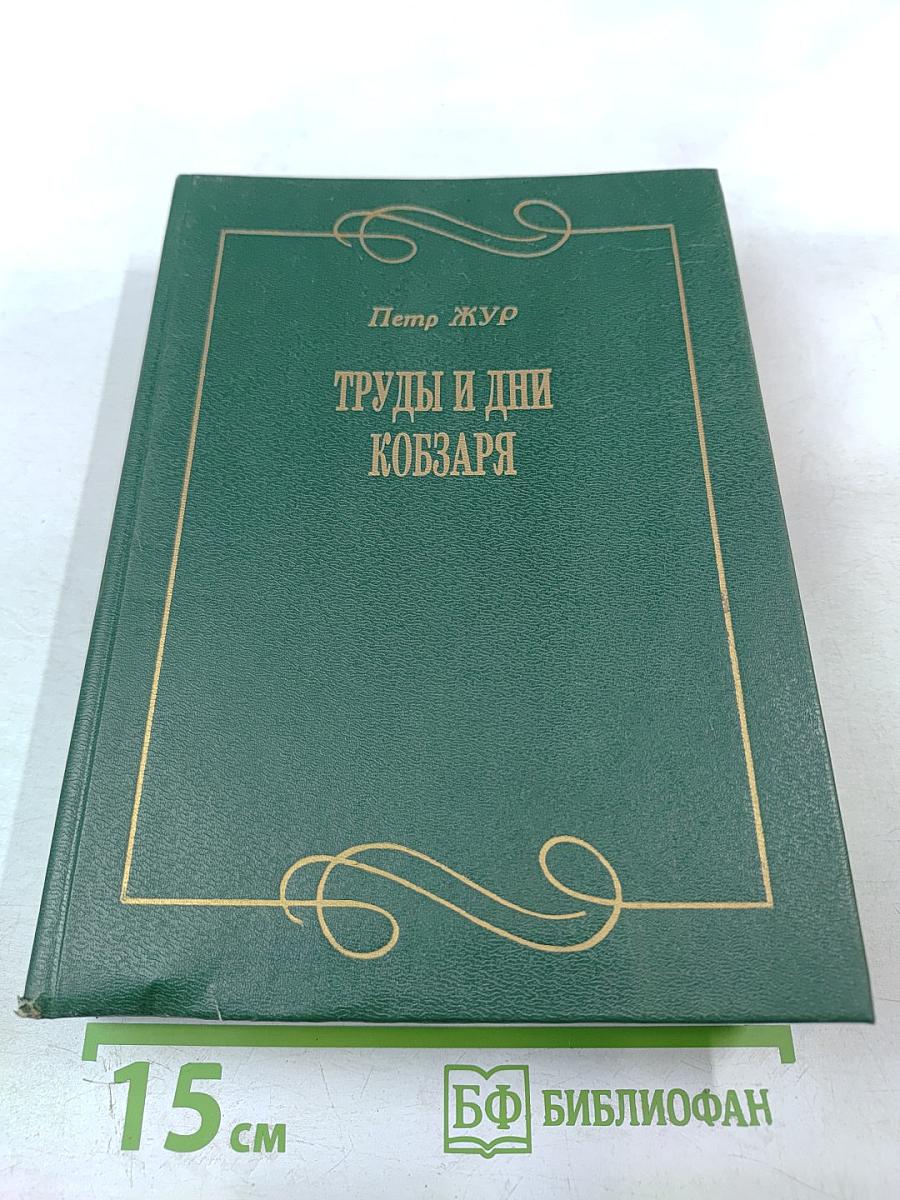 Петр ЖУР
ТРУДЫ И ДНИ
КОБЗАРЯ
15 см
БФ БИБЛИОФАН